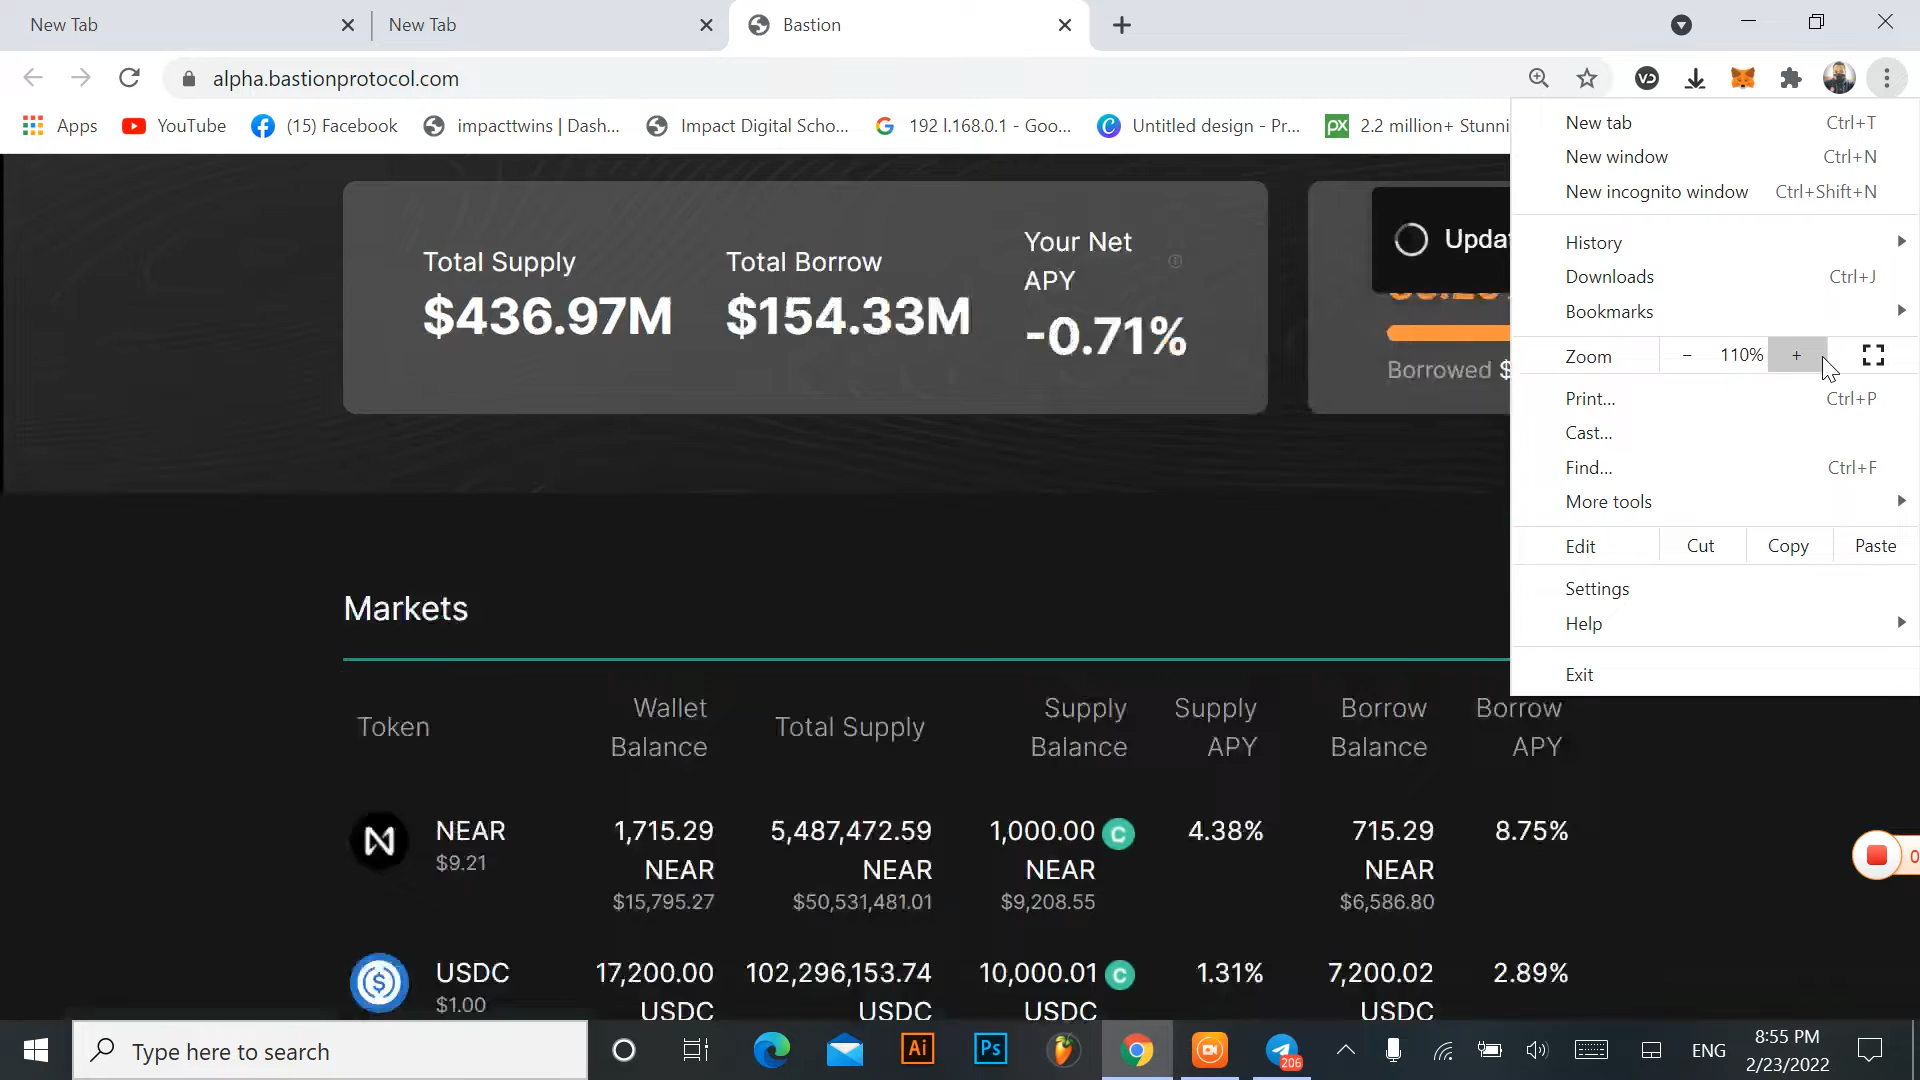 New Tab
New Tab
Bastion
alpha.bastionprotocol.com
Apps
YouTube
(15) Facebook
impacttwins | Dash...
Impact Digital Scho...
192 l.168.0.1 - Goo...
Untitled design - Pr...
2.2 million+ Stunni
New tab Ctrl+T
New window Ctrl+N
New incognito window Ctrl+Shift+N
History
Downloads Ctrl+J
Bookmarks
Zoom - 110% +
Print... Ctrl+P
Cast...
Find... Ctrl+F
More tools
Edit Cut Copy Paste
Settings
Help
Exit
Total Supply
$436.97M
Total Borrow
$154.33M
Your Net
APY
-0.71%
Borrowed $
Markets
Token
Wallet
Balance
Total Supply
Supply
Balance
Supply
APY
Borrow
Balance
Borrow
APY
NEAR
$9.21
1,715.29
NEAR
$15,795.27
5,487,472.59
NEAR
$50,531,481.01
1,000.00 C
NEAR
$9,208.55
4.38%
715.29
NEAR
$6,586.80
8.75%
USDC
$1.00
17,200.00
USDC
102,296,153.74
USDC
10,000.01 C
USDC
1.31%
7,200.02
USDC
2.89%
Type here to search
Ai
Ps
206
ENG
8:55 PM
2/23/2022